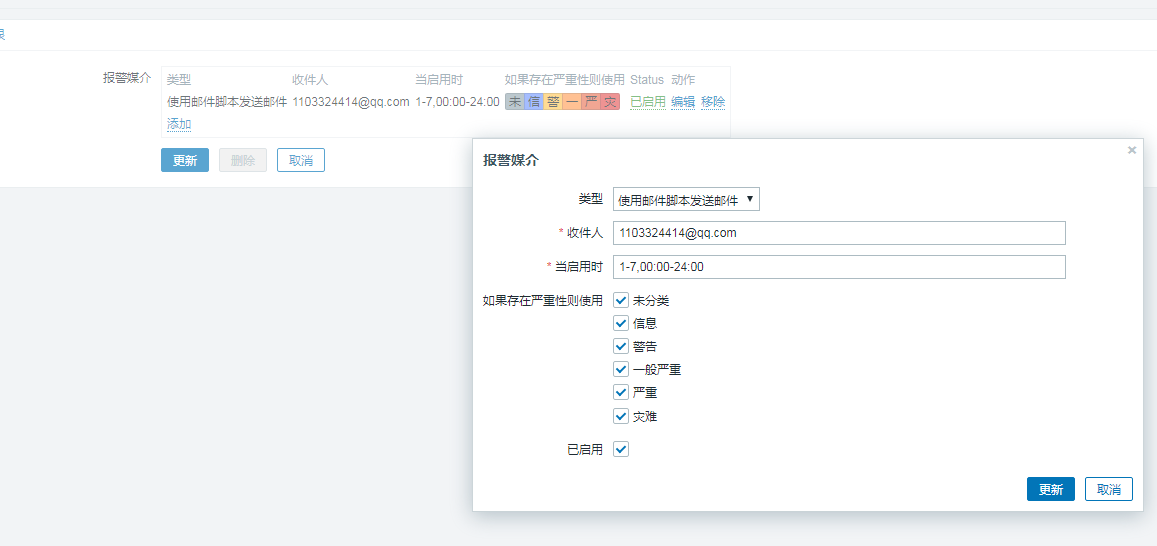 报警媒介 类型 收件人 当启用时 如果存在严重性则使用 Status 动作
使用邮件脚本发送邮件 1103324414@qq.com 1-7,00:00-24:00 未 信 警 一 严 灾 已启用 编辑 移除
添加
更新 删除 取消
报警媒介 ×
类型 使用邮件脚本发送邮件
* 收件人 1103324414@qq.com
* 当启用时 1-7,00:00-24:00
如果存在严重性则使用 未分类
信息
警告
一般严重
严重
灾难
已启用
更新 取消